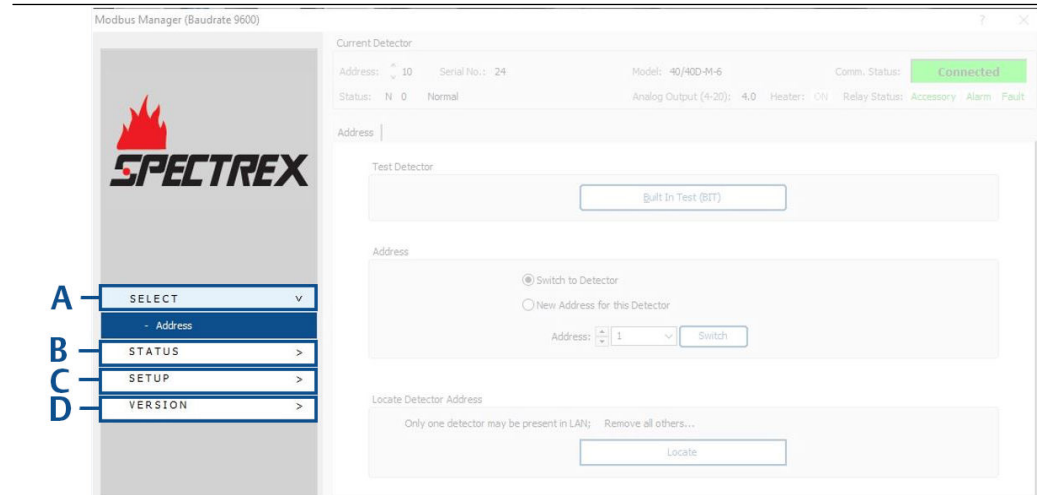 Modbus Manager (Baudrate 9600) ? ×
Current Detector
Address: 10 Serial No.: 24 Model: 40/40D-M-6 Comm. Status: Connected
Status: N 0 Normal Analog Output (4-20): 4.0 Heater: ON Relay Status: Accessory Alarm Fault
SPECTREX
Address
Test Detector
Built In Test (BIT)
Address
Switch to Detector
New Address for this Detector
Address: 1 Switch
A SELECT v
- Address
B STATUS >
C SETUP >
D VERSION >
Locate Detector Address
Only one detector may be present in LAN; Remove all others...
Locate